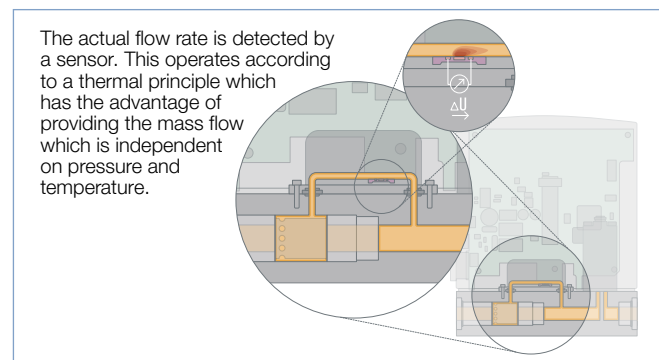 The actual flow rate is detected by
a sensor. This operates according
to a thermal principle which
has the advantage of
providing the mass flow
which is independent
on pressure and
temperature.
ΔU